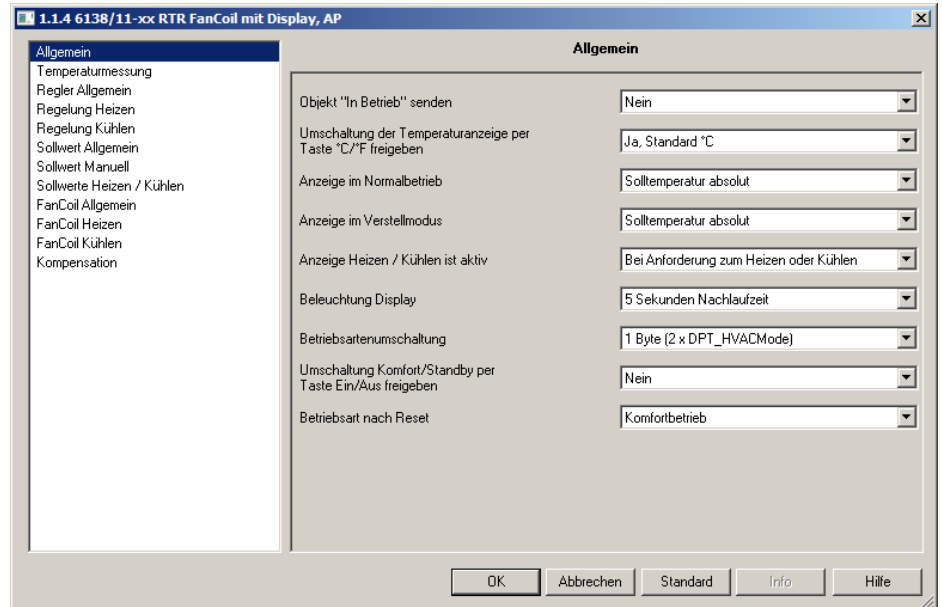 1.1.4 6138/11-xx RTR FanCoil mit Display, AP
Allgemein
Temperaturmessung
Regler Allgemein
Regelung Heizen
Regelung Kühlen
Sollwert Allgemein
Sollwert Manuell
Sollwerte Heizen / Kühlen
FanCoil Allgemein
FanCoil Heizen
FanCoil Kühlen
Kompensation
Allgemein
Objekt "In Betrieb" senden
Nein
Umschaltung der Temperaturanzeige per
Taste °C/°F freigeben
Ja, Standard °C
Anzeige im Normalbetrieb
Solltemperatur absolut
Anzeige im Verstellmodus
Solltemperatur absolut
Anzeige Heizen / Kühlen ist aktiv
Bei Anforderung zum Heizen oder Kühlen
Beleuchtung Display
5 Sekunden Nachlaufzeit
Betriebsartenumschaltung
1 Byte (2 x DPT_HVACMode)
Umschaltung Komfort/Standby per
Taste Ein/Aus freigeben
Nein
Betriebsart nach Reset
Komfortbetrieb
OK
Abbrechen
Standard
Info
Hilfe